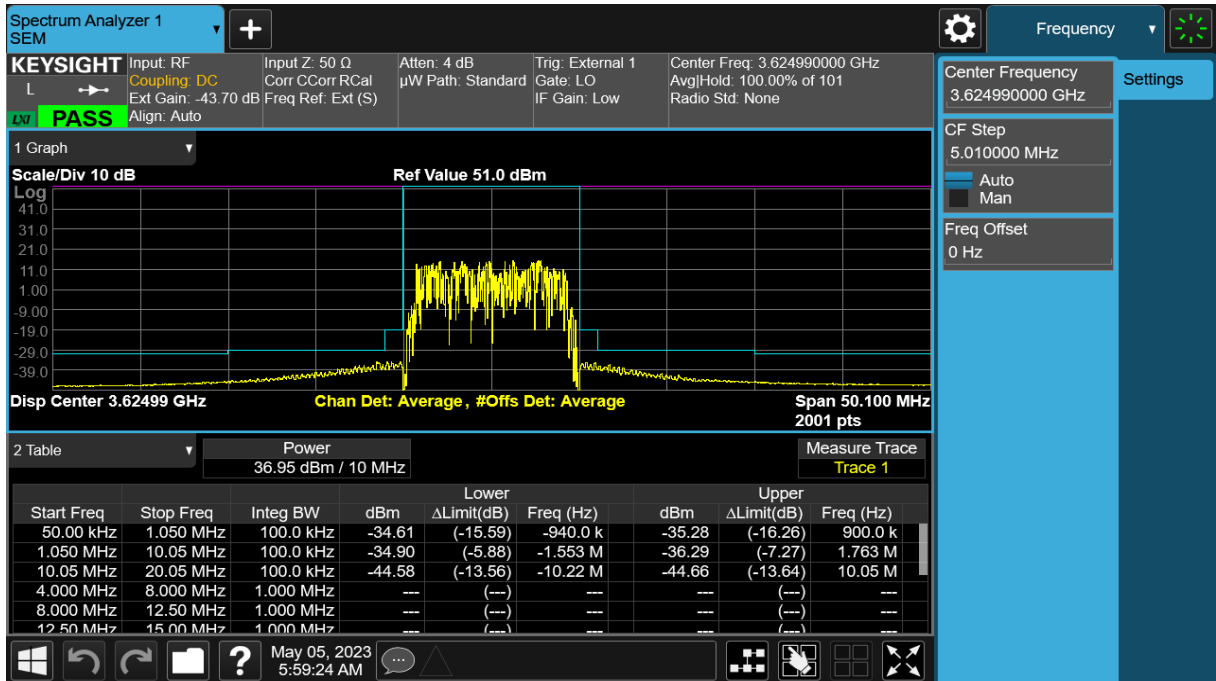 Spectrum Analyzer 1
SEM
Frequency
KEYSIGHT
L
LXI
PASS
Input: RF
Coupling: DC
Ext Gain: -43.70 dB
Align: Auto
Input Z: 50 Ω
Corr CCorr RCal
Freq Ref: Ext (S)
Atten: 4 dB
µW Path: Standard
Trig: External 1
Gate: LO
IF Gain: Low
Center Freq: 3.624990000 GHz
Avg|Hold: 100.00% of 101
Radio Std: None
Center Frequency
3.624990000 GHz
Settings
CF Step
5.010000 MHz
Auto
Man
Freq Offset
0 Hz
1 Graph
Scale/Div 10 dB
Ref Value 51.0 dBm
Log
41.0
31.0
21.0
11.0
1.00
-9.00
-19.0
-29.0
-39.0
Disp Center 3.62499 GHz
Chan Det: Average, #Offs Det: Average
Span 50.100 MHz
2001 pts
2 Table
Power
36.95 dBm / 10 MHz
Measure Trace
Trace 1
Lower Upper
Start Freq Stop Freq Integ BW dBm ΔLimit(dB) Freq (Hz) dBm ΔLimit(dB) Freq (Hz)
50.00 kHz 1.050 MHz 100.0 kHz -34.61 (-15.59) -940.0 k -35.28 (-16.26) 900.0 k
1.050 MHz 10.05 MHz 100.0 kHz -34.90 (-5.88) -1.553 M -36.29 (-7.27) 1.763 M
10.05 MHz 20.05 MHz 100.0 kHz -44.58 (-13.56) -10.22 M -44.66 (-13.64) 10.05 M
4.000 MHz 8.000 MHz 1.000 MHz --- (---) --- --- (---) ---
8.000 MHz 12.50 MHz 1.000 MHz --- (---) --- --- (---) ---
12.50 MHz 15.00 MHz 1.000 MHz --- (---) --- --- (---) ---
?
May 05, 2023
5:59:24 AM